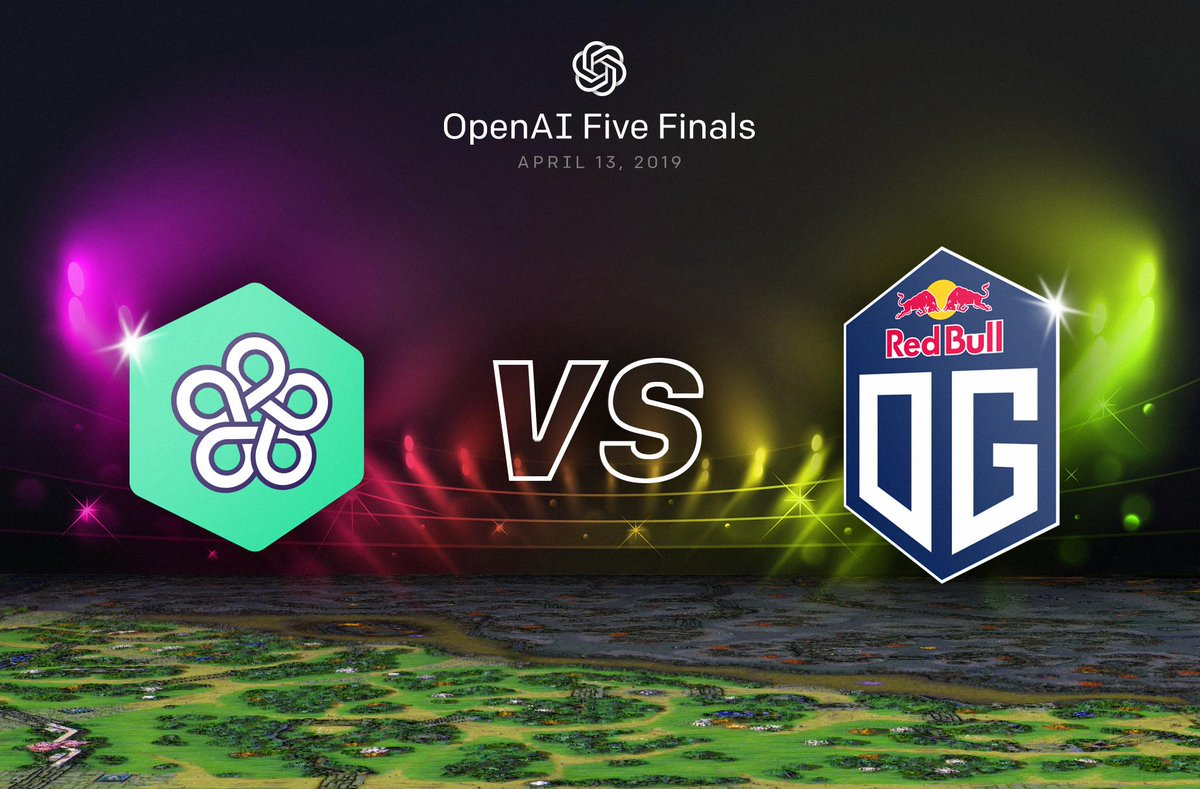 OpenAI Five Finals
APRIL 13, 2019
VS
Red Bull
OG